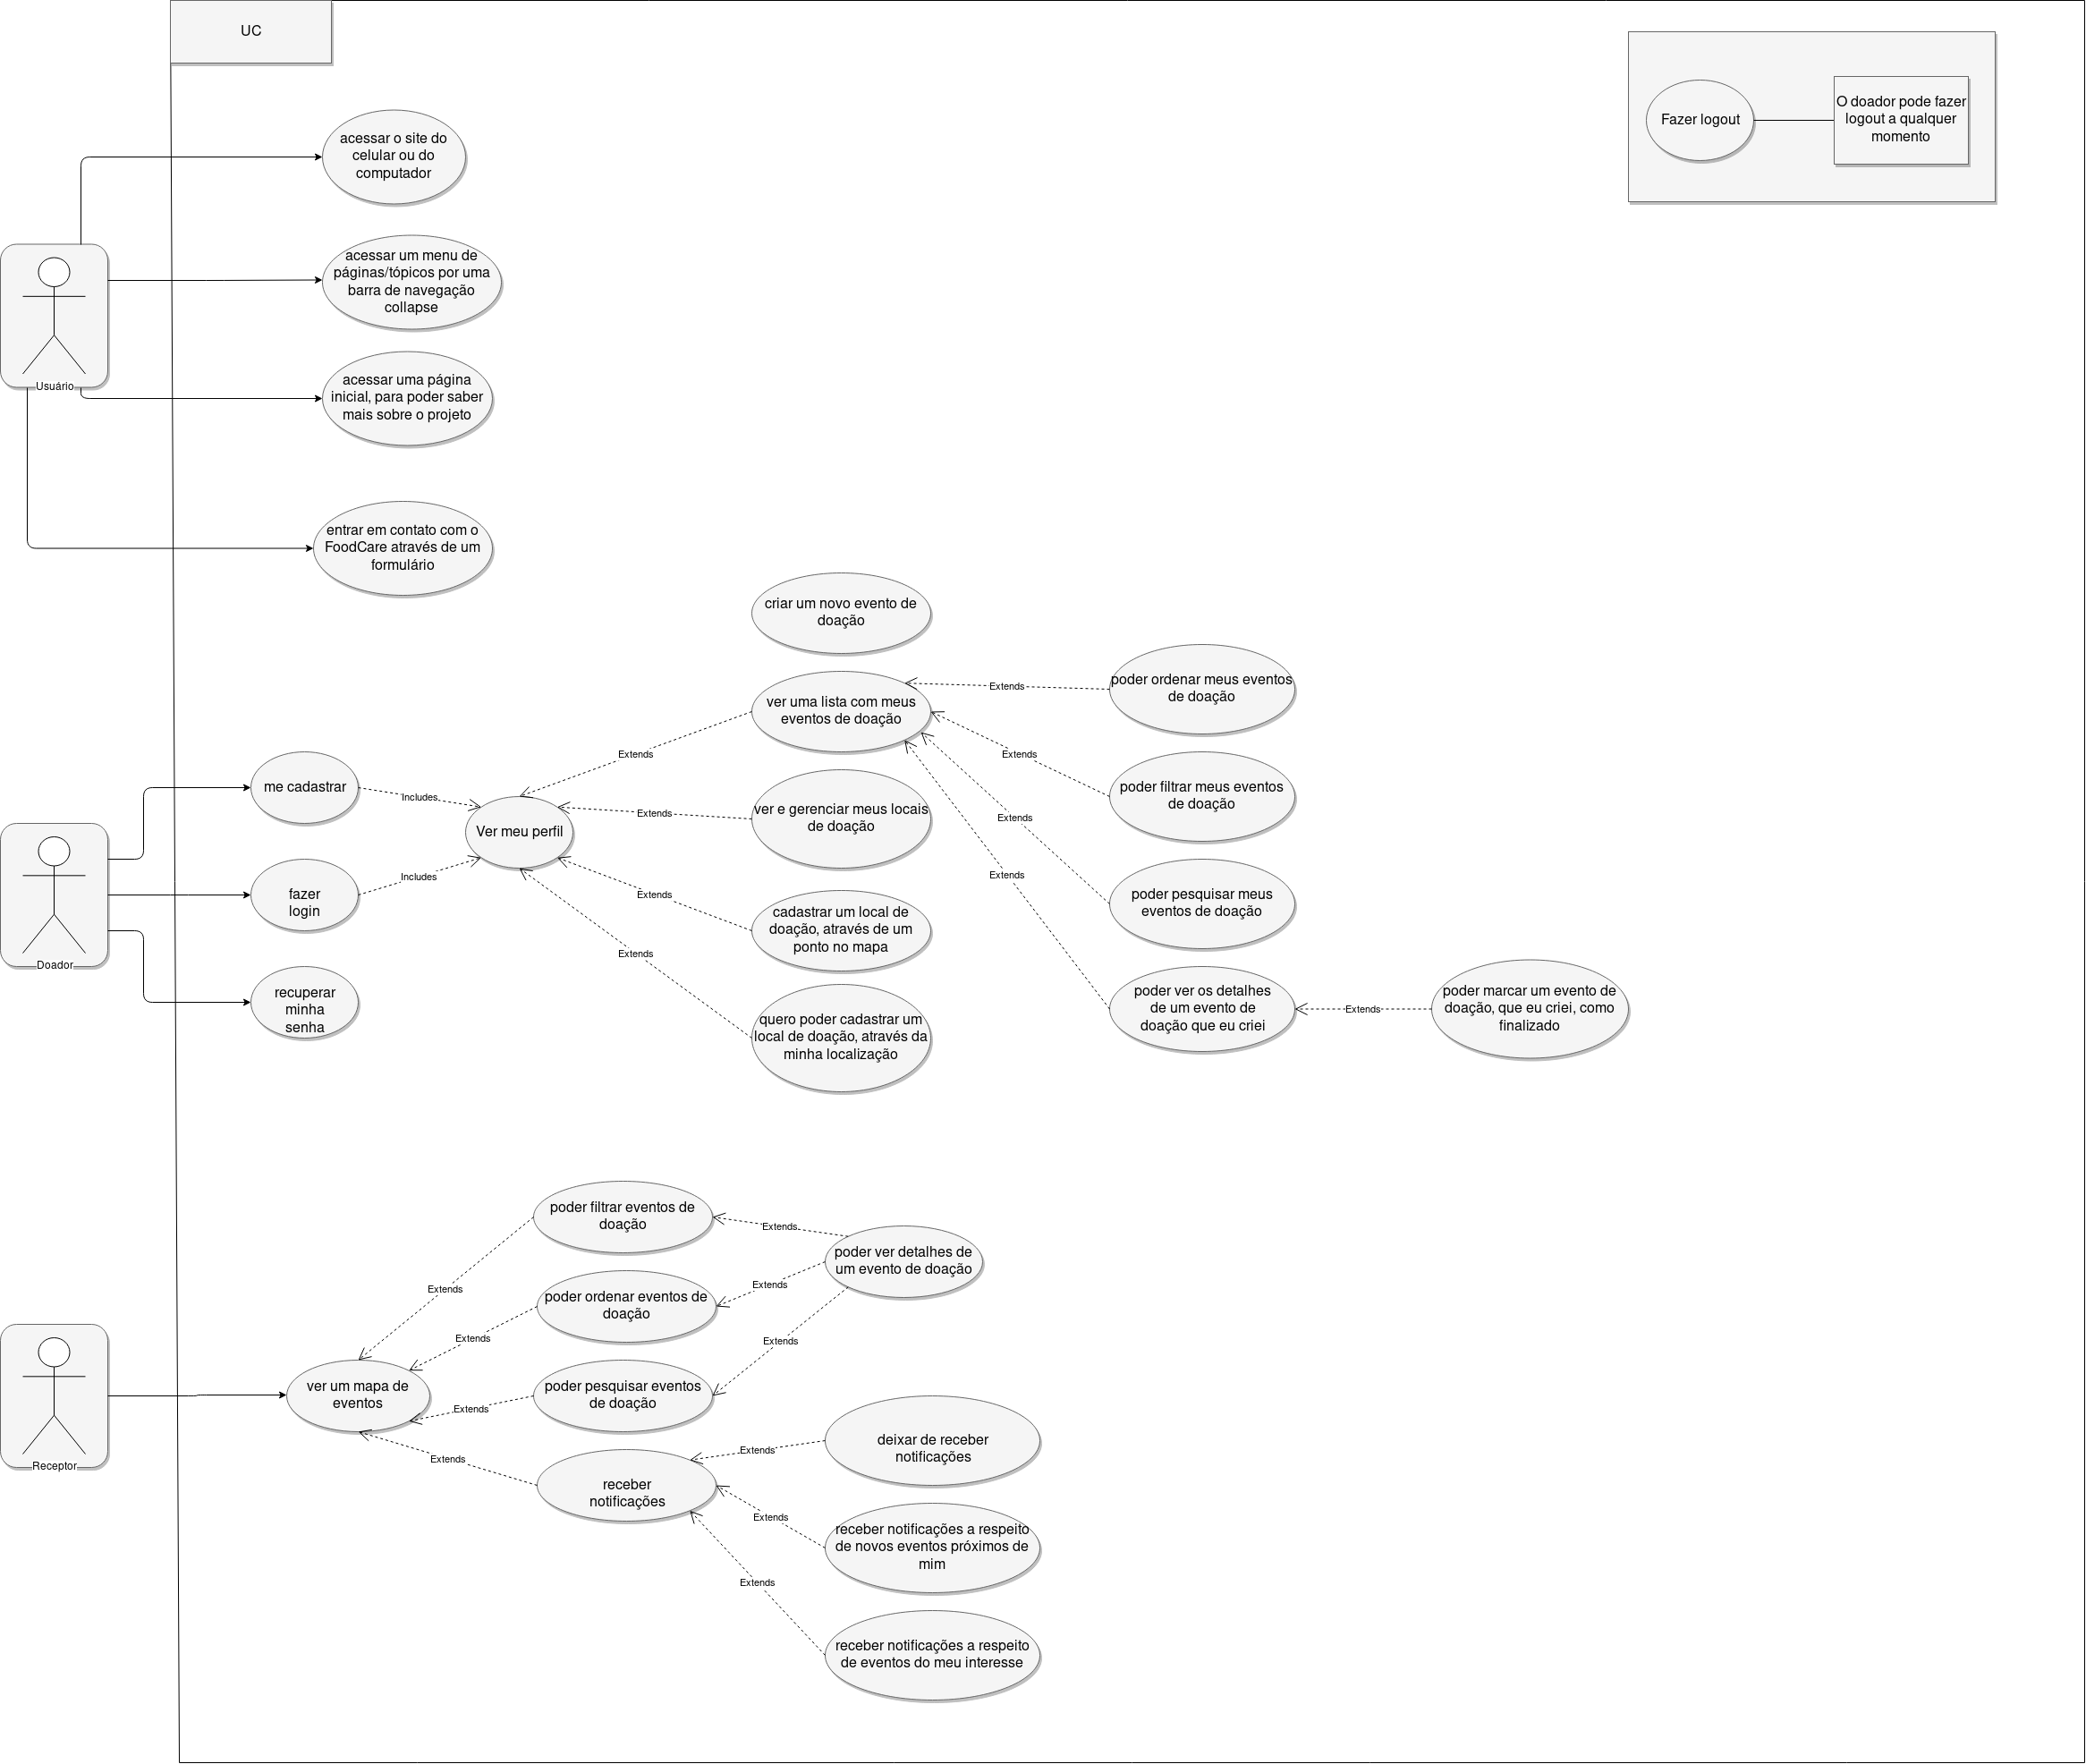 UC
Fazer logout
O doador pode fazer
logout a qualquer
momento
acessar o site do
celular ou do
computador
acessar um menu de
páginas/tópicos por uma
barra de navegação
collapse
Usuário
acessar uma página
inicial, para poder saber
mais sobre o projeto
entrar em contato com o
FoodCare através de um
formulário
criar um novo evento de
doação
ver uma lista com meus
eventos de doação
Extends
poder ordenar meus eventos
de doação
Extends
Extends
poder filtrar meus eventos
de doação
me cadastrar
Includes
Ver meu perfil
Extends
ver e gerenciar meus locais
de doação
Extends
Extends
poder pesquisar meus
eventos de doação
Doador
fazer
login
Includes
Extends
cadastrar um local de
doação, através de um
ponto no mapa
recuperar
minha
senha
Extends
quero poder cadastrar um
local de doação, através da
minha localização
poder ver os detalhes
de um evento de
doação que eu criei
Extends
poder marcar um evento de
doação, que eu criei, como
finalizado
poder filtrar eventos de
doação
Extends
poder ver detalhes de
um evento de doação
Extends
poder ordenar eventos de
doação
Extends
Extends
Extends
Receptor
ver um mapa de
eventos
Extends
poder pesquisar eventos
de doação
Extends
receber
notificações
Extends
deixar de receber
notificações
Extends
receber notificações a respeito
de novos eventos próximos de
mim
Extends
receber notificações a respeito
de eventos do meu interesse